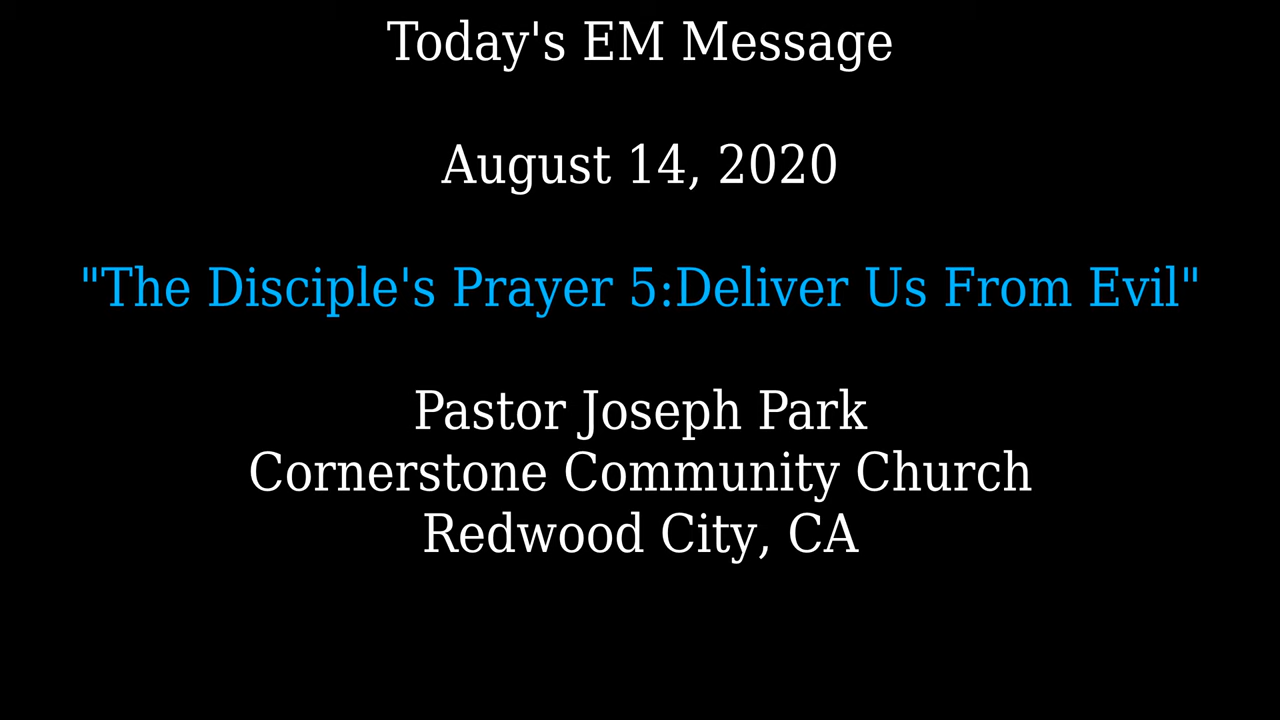 Today's EM Message
August 14, 2020
"The Disciple's Prayer 5:Deliver Us From Evil"
Pastor Joseph Park
Cornerstone Community Church
Redwood City, CA